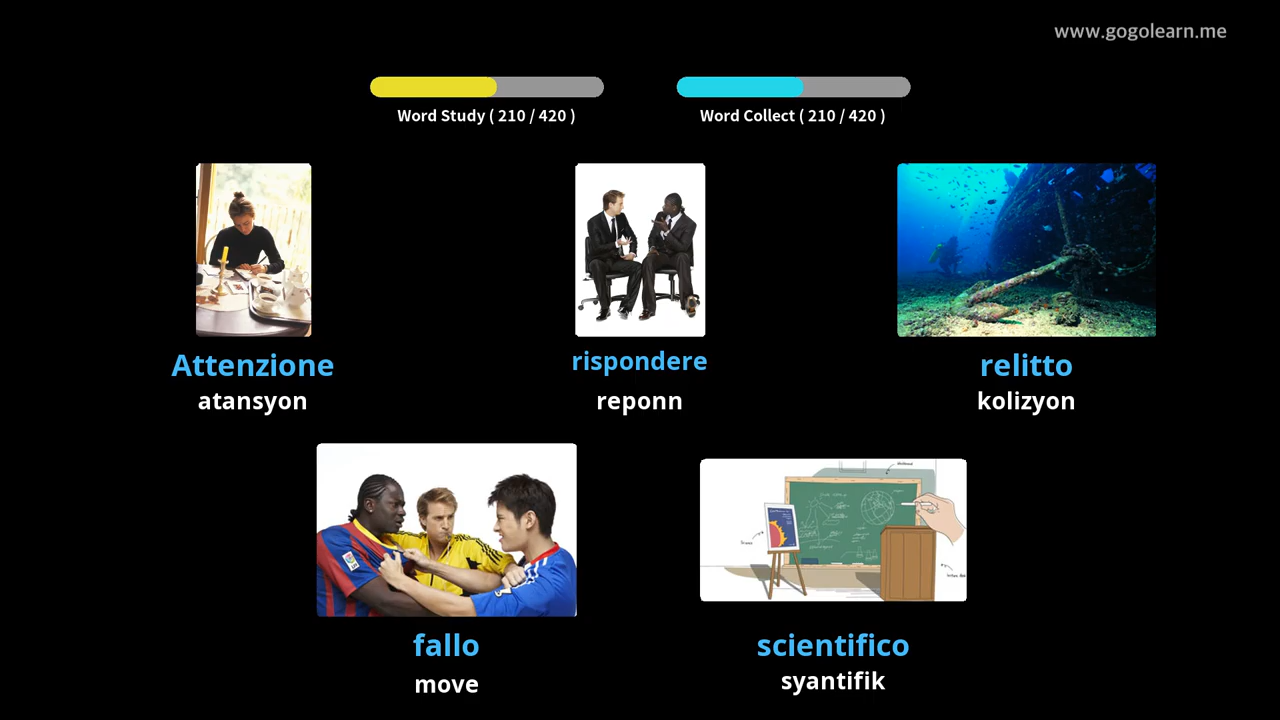 www.gogolearn.me
Word Study ( 210 / 420 )
Word Collect ( 210 / 420 )
Attenzione
atansyon
rispondere
reponn
relitto
kolizyon
fallo
move
scientifico
syantifik